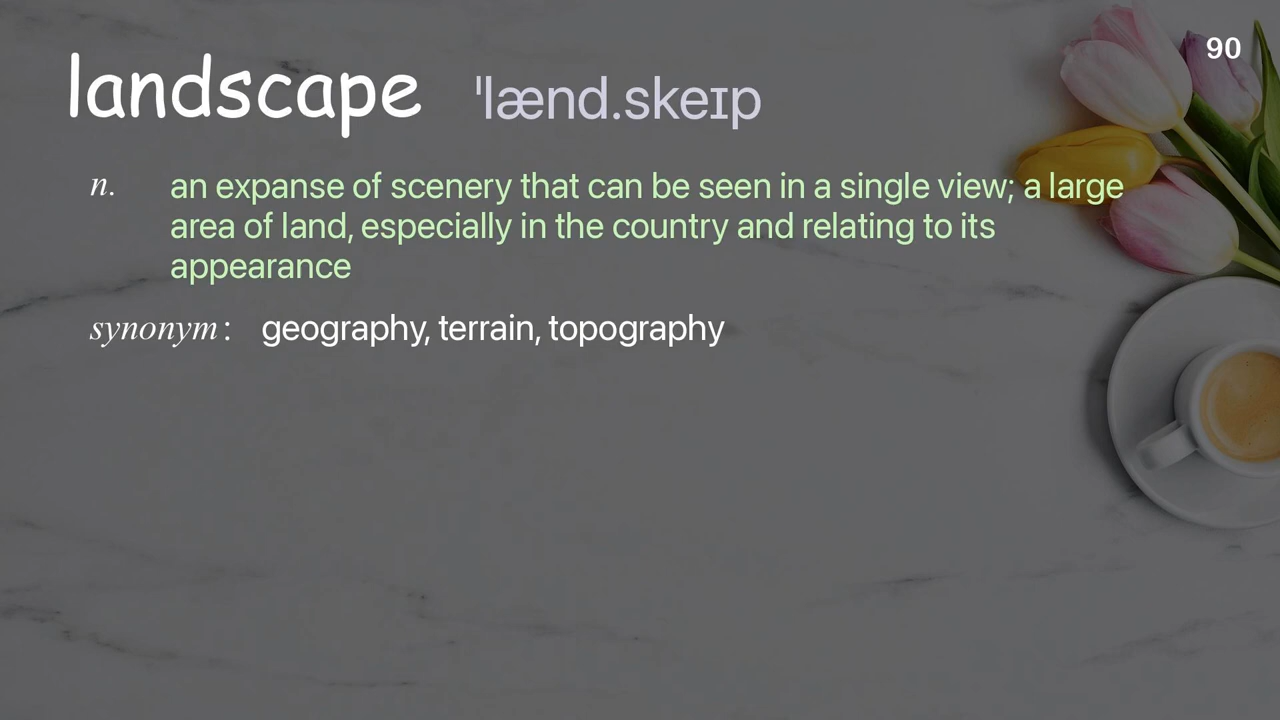 90
landscape ˈlænd.skeɪp
n. an expanse of scenery that can be seen in a single view; a large
area of land, especially in the country and relating to its
appearance
synonym: geography, terrain, topography